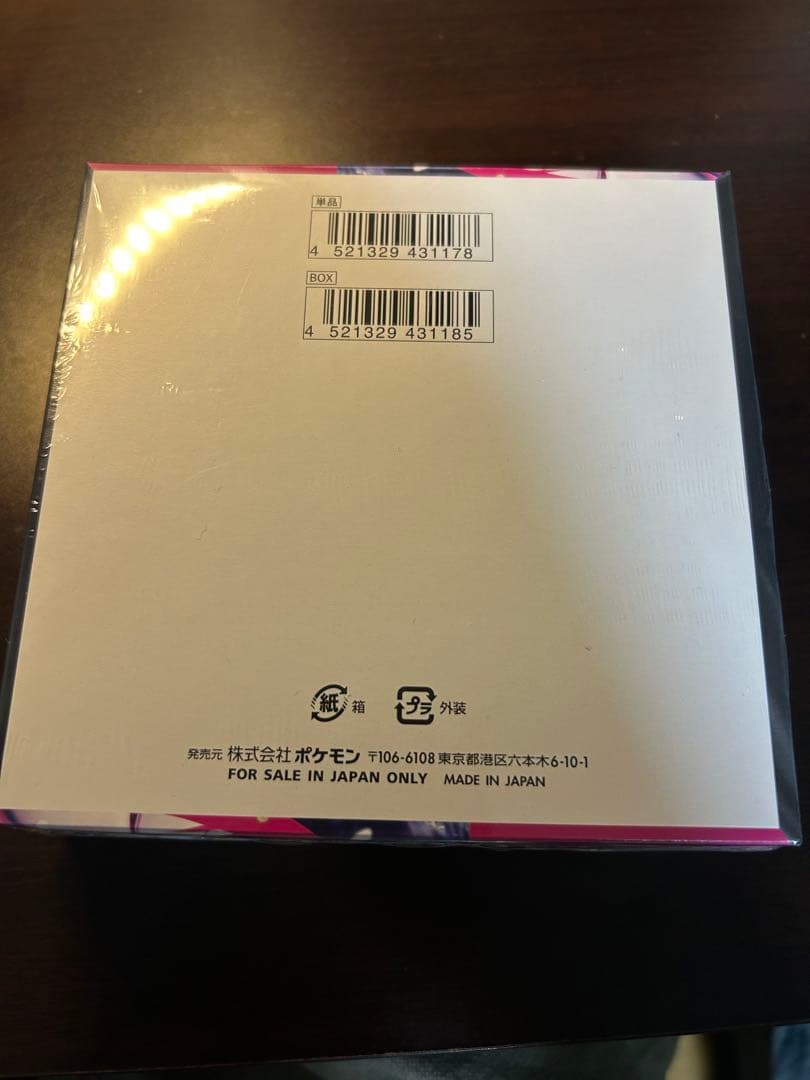 単品
4 521329 431178
BOX
4 521329 431185
紙 箱 プラ 外装
発売元 株式会社 ポケモン 〒106-6108 東京都港区六本木6-10-1
FOR SALE IN JAPAN ONLY MADE IN JAPAN